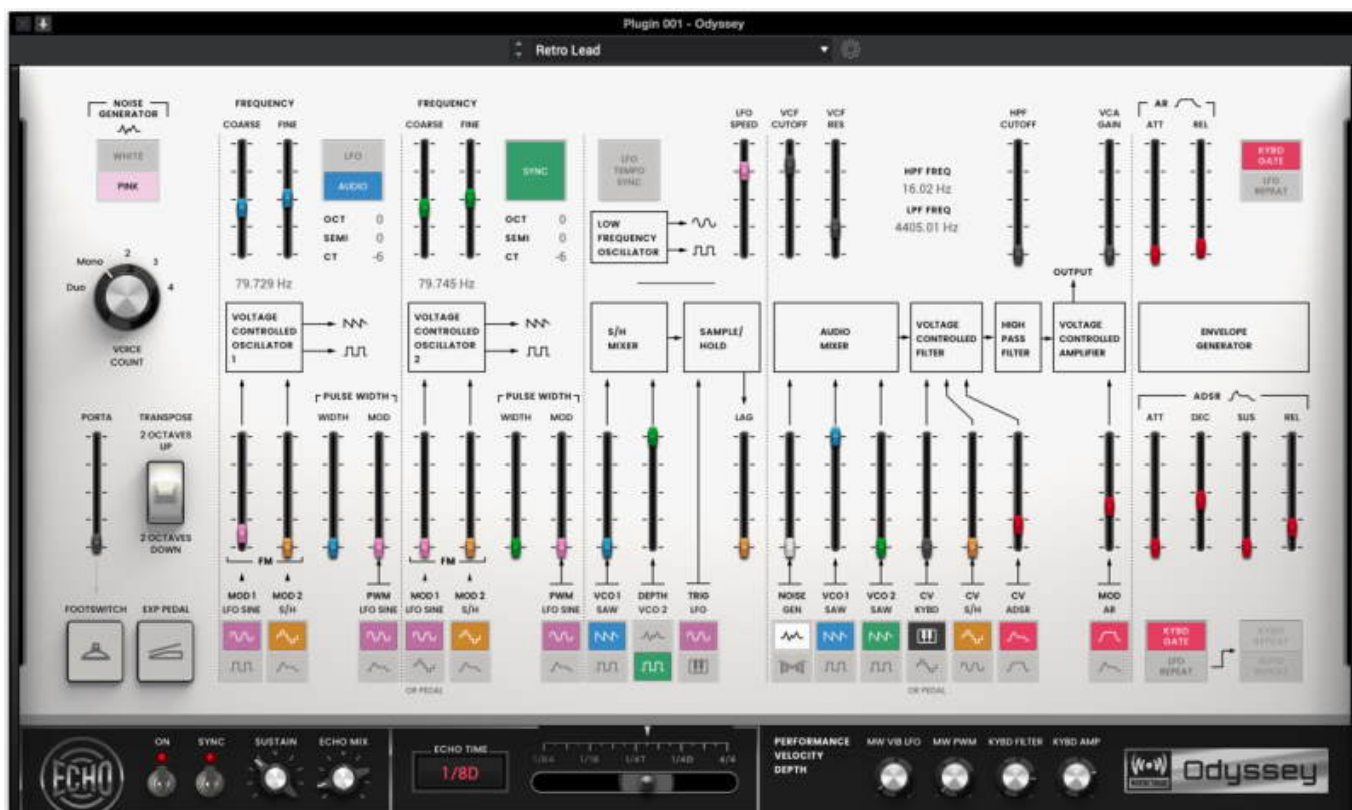 Plugin 001 - Odyssey
Retro Lead
NOISE
GENERATOR
WHITE
PINK
Mono
Duo
2
3
4
VOICE
COUNT
PORTA
TRANSPOSE
2 OCTAVES
UP
2 OCTAVES
DOWN
FOOTSWITCH
EXP PEDAL
FREQUENCY
COARSE FINE
LFO
AUDIO
OCT 0
SEMI 0
CT -6
79.729 Hz
VOLTAGE
CONTROLLED
OSCILLATOR
1
PULSE WIDTH
WIDTH MOD
FM
MOD 1 MOD 2 PWM
LFO SINE S/H LFO SINE
FREQUENCY
COARSE FINE
SYNC
OCT 0
SEMI 0
CT -6
79.745 Hz
VOLTAGE
CONTROLLED
OSCILLATOR
2
PULSE WIDTH
WIDTH MOD
FM
MOD 1 MOD 2 PWM
LFO SINE S/H LFO SINE
OR PEDAL
LFO
TEMPO
SYNC
LFO
SPEED
LOW
FREQUENCY
OSCILLATOR
S/H
MIXER
SAMPLE/
HOLD
LAG
VCO 1 DEPTH TRIG
SAW VCO 2 LFO
VCF
CUTOFF
VCF
RES
HPF FREQ
16.02 Hz
LPF FREQ
4405.01 Hz
HPF
CUTOFF
VCA
GAIN
OUTPUT
AUDIO
MIXER
VOLTAGE
CONTROLLED
FILTER
HIGH
PASS
FILTER
VOLTAGE
CONTROLLED
AMPLIFIER
NOISE VCO 1 VCO 2 CV CV CV MOD
GEN SAW SAW KYBD S/H ADSR AR
OR PEDAL
AR
ATT REL
KYBD
GATE
LFO
REPEAT
ENVELOPE
GENERATOR
ADSR
ATT DEC SUS REL
KYBD
GATE
LFO
REPEAT
KYBD
REPEAT
AUTO
REPEAT
ECHO
ON SYNC SUSTAIN ECHO MIX
ECHO TIME
1/8D
1/64 1/16 1/4T 1/4D 4/4
PERFORMANCE
VELOCITY
DEPTH
MW VIB LFO MW PWM KYBD FILTER KYBD AMP
Odyssey